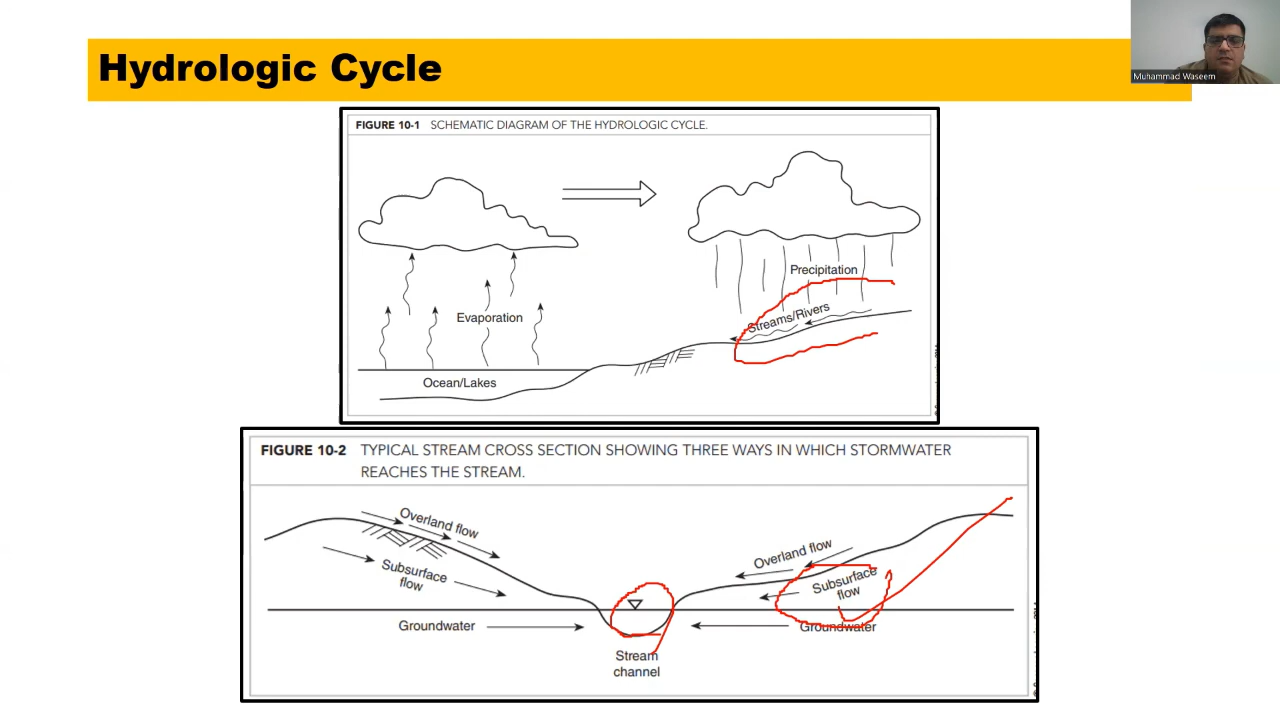 Hydrologic Cycle
Muhammad Waseem
FIGURE 10-1 SCHEMATIC DIAGRAM OF THE HYDROLOGIC CYCLE.
Precipitation
Streams/Rivers
Evaporation
Ocean/Lakes
FIGURE 10-2 TYPICAL STREAM CROSS SECTION SHOWING THREE WAYS IN WHICH STORMWATER
REACHES THE STREAM.
Overland flow
Overland flow
Subsurface
flow
Subsurface
flow
Groundwater
Groundwater
Stream
channel